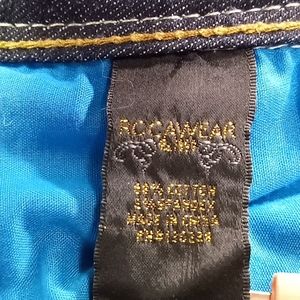 ROCAWEAR
98% COTTON
2% SPANDEX
MADE IN CHINA